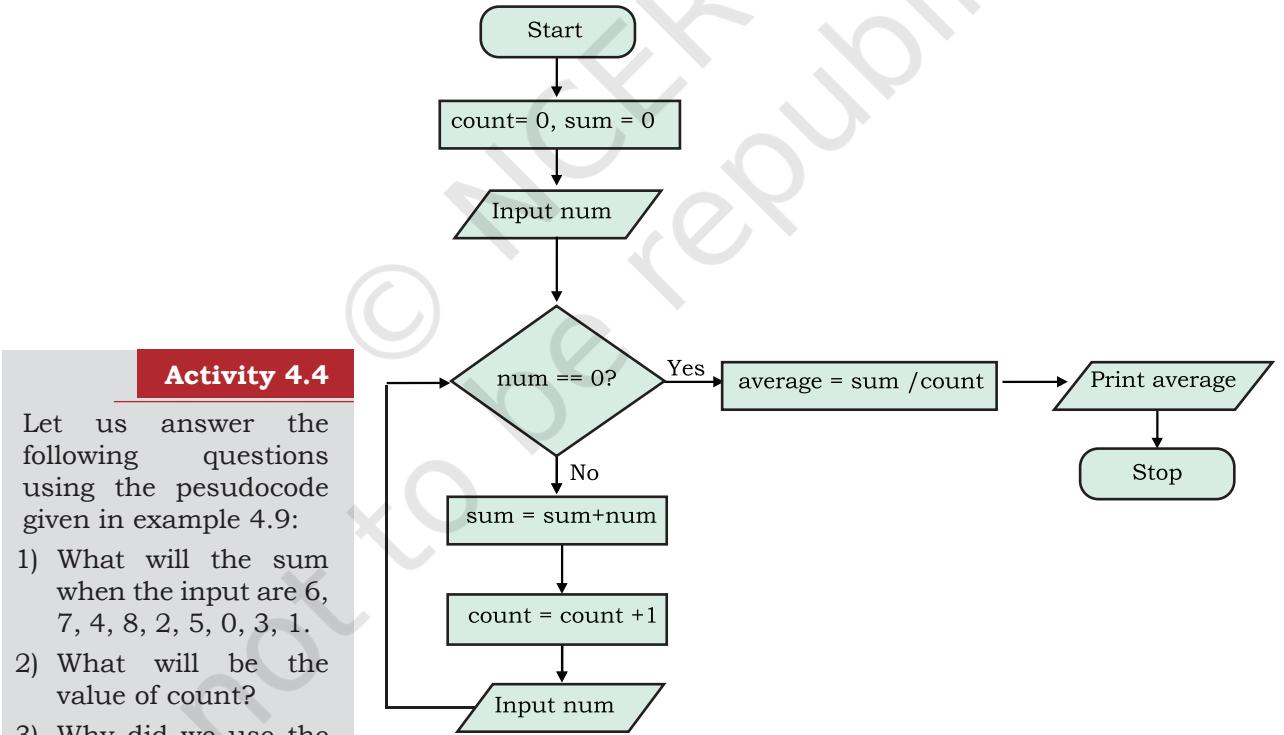 Start
count= 0, sum = 0
Input num
num == 0?
Yes
average = sum /count
Print average
Stop
No
sum = sum+num
count = count +1
Input num
Activity 4.4
Let us answer the
following questions
using the pesudocode
given in example 4.9:
1) What will the sum
when the input are 6,
7, 4, 8, 2, 5, 0, 3, 1.
2) What will be the
value of count?
3) Why did we use the
© NCER
not to be republi